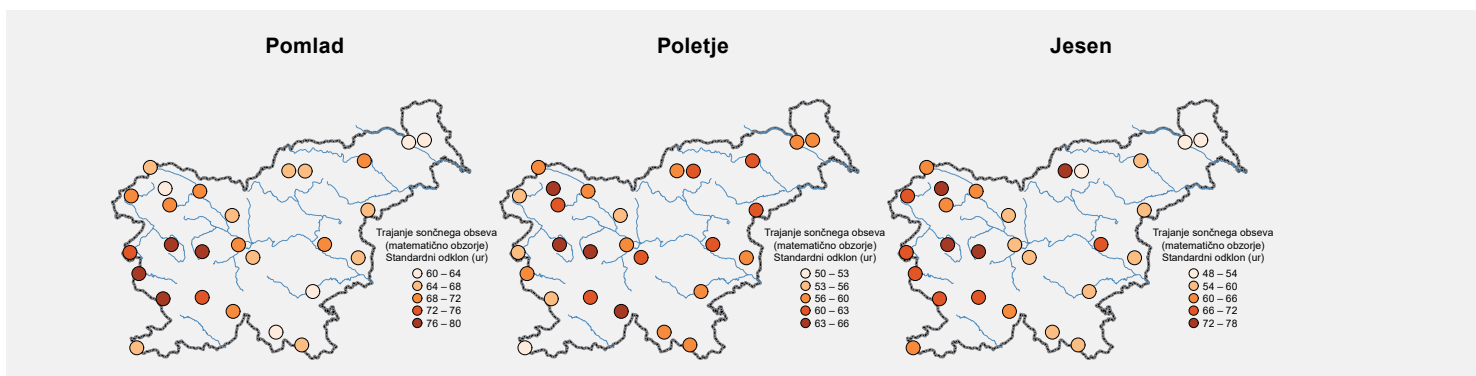 Pomlad
Poletje
Jesen
Trajanje sončnega obseva
(matematično obzorje)
Standardni odklon (ur)
60 – 64
64 – 68
68 – 72
72 – 76
76 – 80
Trajanje sončnega obseva
(matematično obzorje)
Standardni odklon (ur)
50 – 53
53 – 56
56 – 60
60 – 63
63 – 66
Trajanje sončnega obseva
(matematično obzorje)
Standardni odklon (ur)
48 – 54
54 – 60
60 – 66
66 – 72
72 – 78